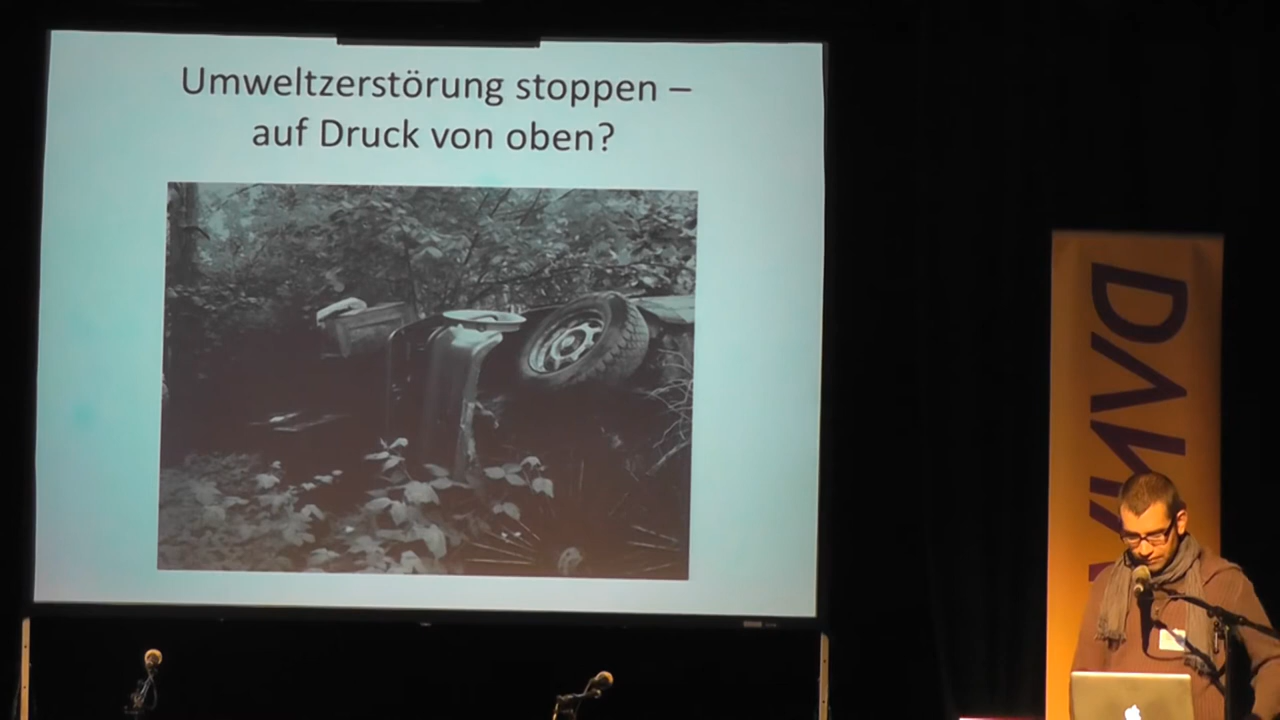 Umweltzerstörung stoppen –
auf Druck von oben?